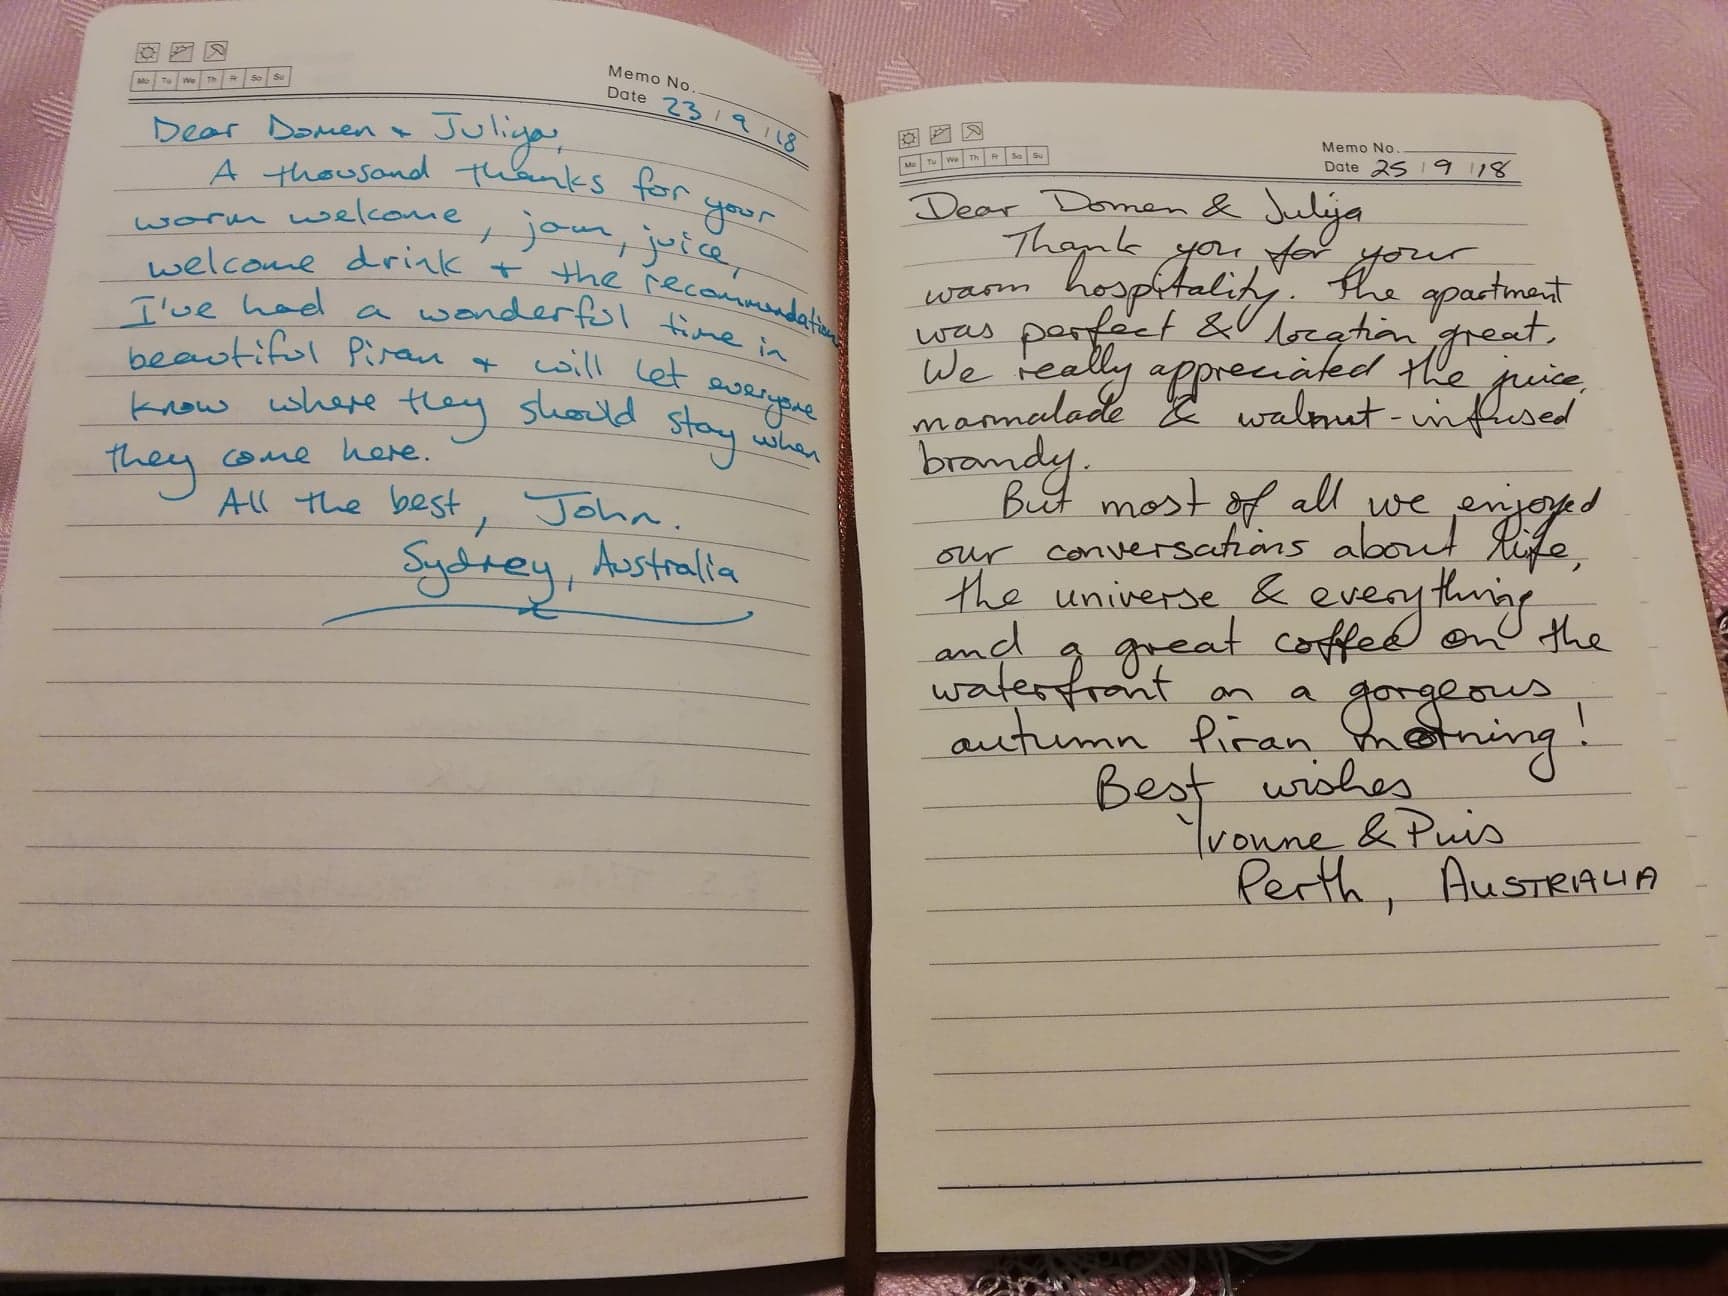 Mo Tu We Th Fr Sa Su
Memo No.
Date 23/9/18
Dear Domen + Julija,
A thousand thanks for your
warm welcome, jam, juice,
welcome drink + the recommendation
I've had a wonderful time in
beautiful Piran + will let everyone
know where they should stay when
they come here.
All the best, John.
Sydney, Australia
Mo Tu We Th Fr Sa Su
Memo No.
Date 25/9/18
Dear Domen & Julija
Thank you for your
warm hospitality. The apartment
was perfect & location great.
We really appreciated the juice,
marmalade & walnut-infused
brandy.
But most of all we enjoyed
our conversations about life,
the universe & everything
and a great coffee on the
waterfront on a gorgeous
autumn Piran morning!
Best wishes
Yvonne &
Perth, AUSTRALIA